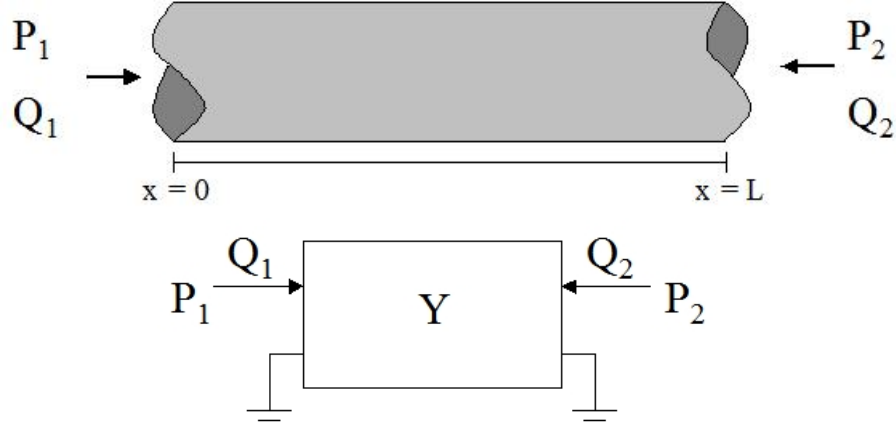 P1 P2
Q1 Q2
x = 0 x = L
Q1 Q2
P1 Y P2